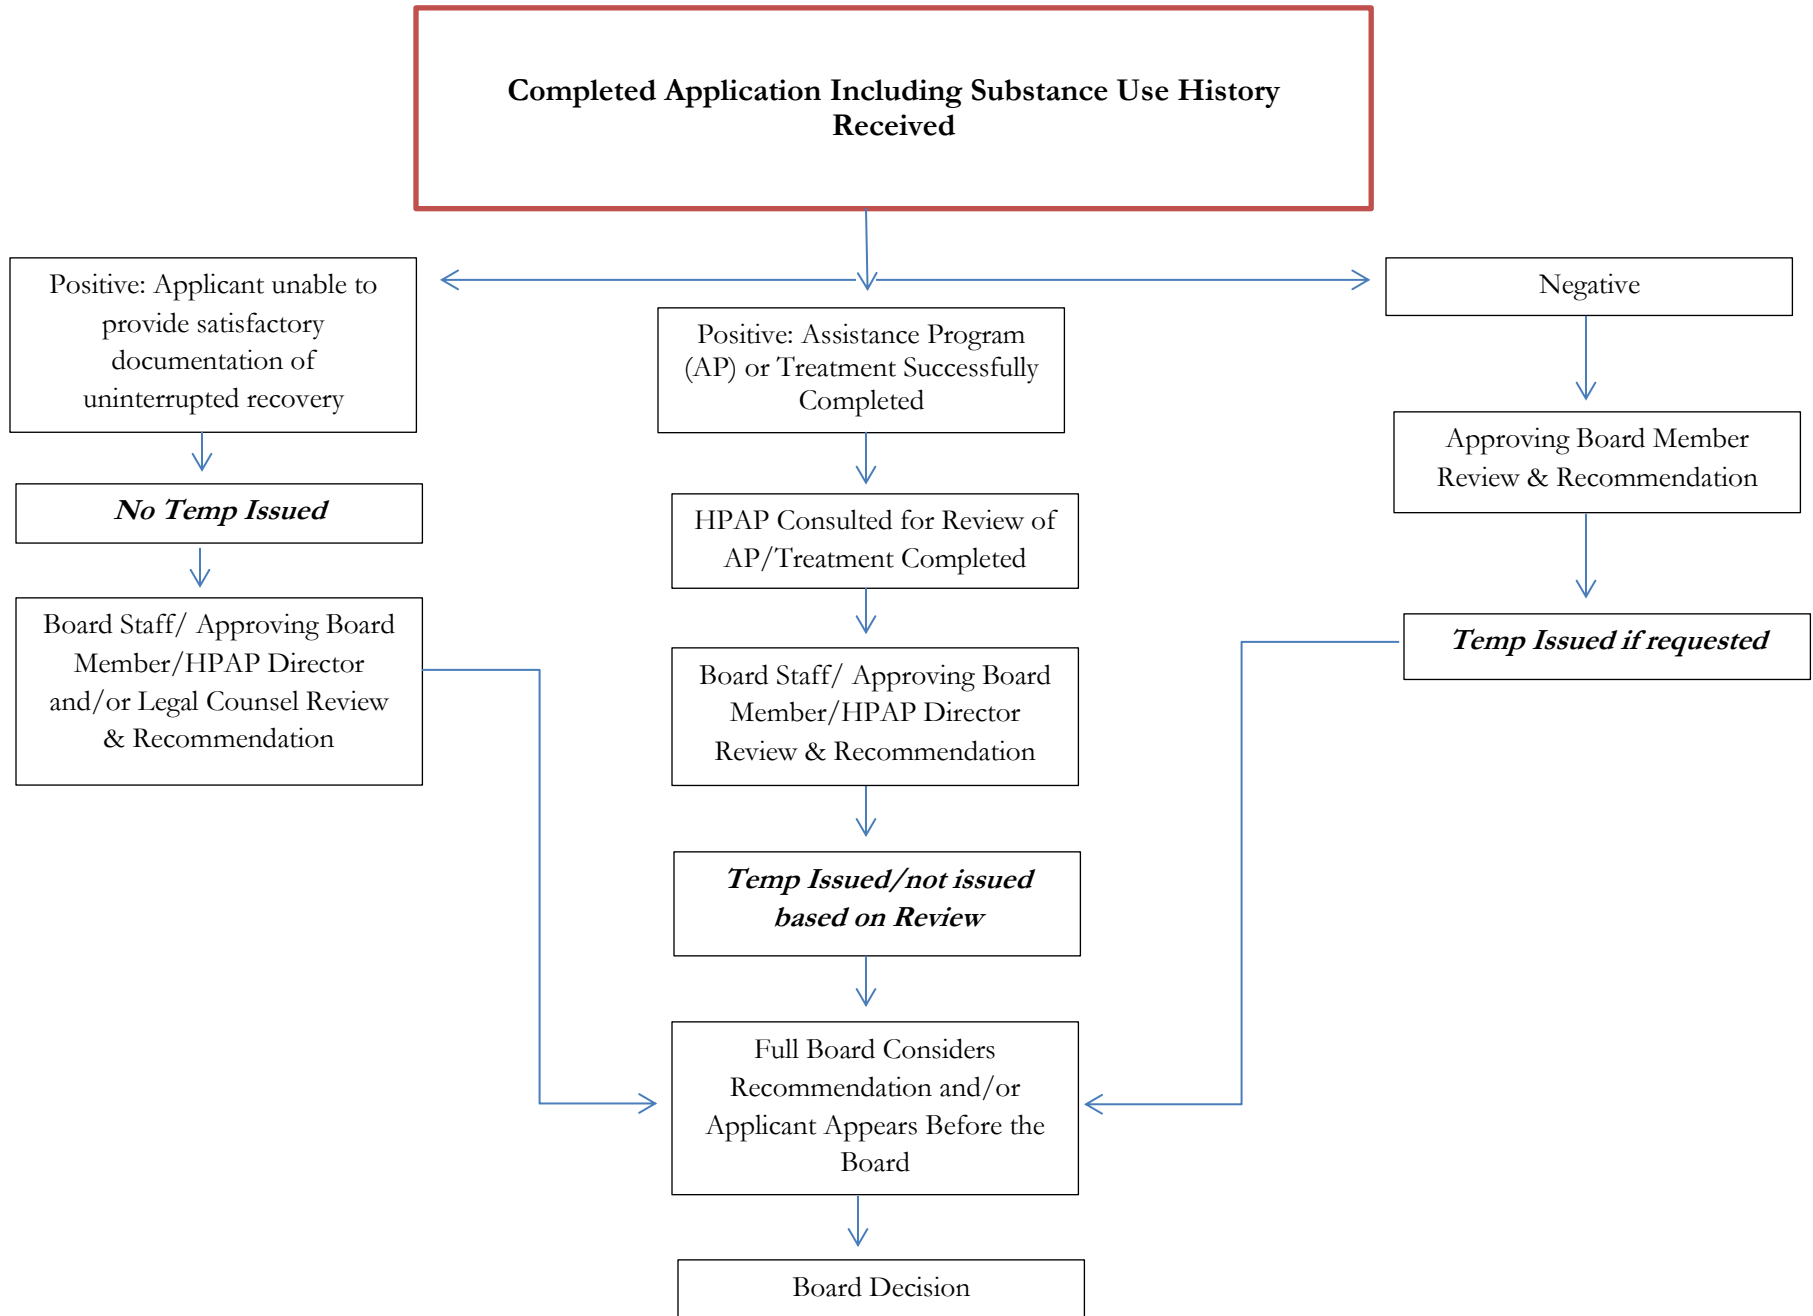 Completed Application Including Substance Use History
Received
Positive: Applicant unable to
provide satisfactory
documentation of
uninterrupted recovery
No Temp Issued
Board Staff/ Approving Board
Member/HPAP Director
and/or Legal Counsel Review
& Recommendation
Positive: Assistance Program
(AP) or Treatment Successfully
Completed
HPAP Consulted for Review of
AP/Treatment Completed
Board Staff/ Approving Board
Member/HPAP Director
Review & Recommendation
Temp Issued/not issued
based on Review
Negative
Approving Board Member
Review & Recommendation
Temp Issued if requested
Full Board Considers
Recommendation and/or
Applicant Appears Before the
Board
Board Decision